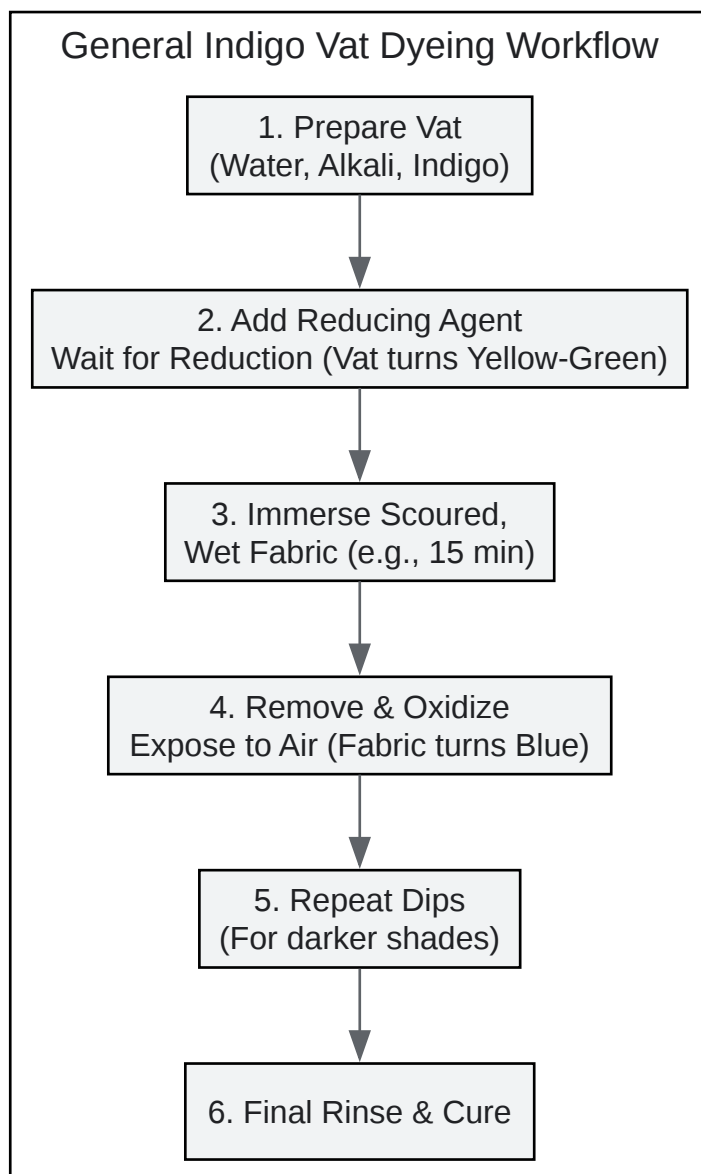 General Indigo Vat Dyeing Workflow
1. Prepare Vat
(Water, Alkali, Indigo)
2. Add Reducing Agent
Wait for Reduction (Vat turns Yellow-Green)
3. Immerse Scoured,
Wet Fabric (e.g., 15 min)
4. Remove & Oxidize
Expose to Air (Fabric turns Blue)
5. Repeat Dips
(For darker shades)
6. Final Rinse & Cure